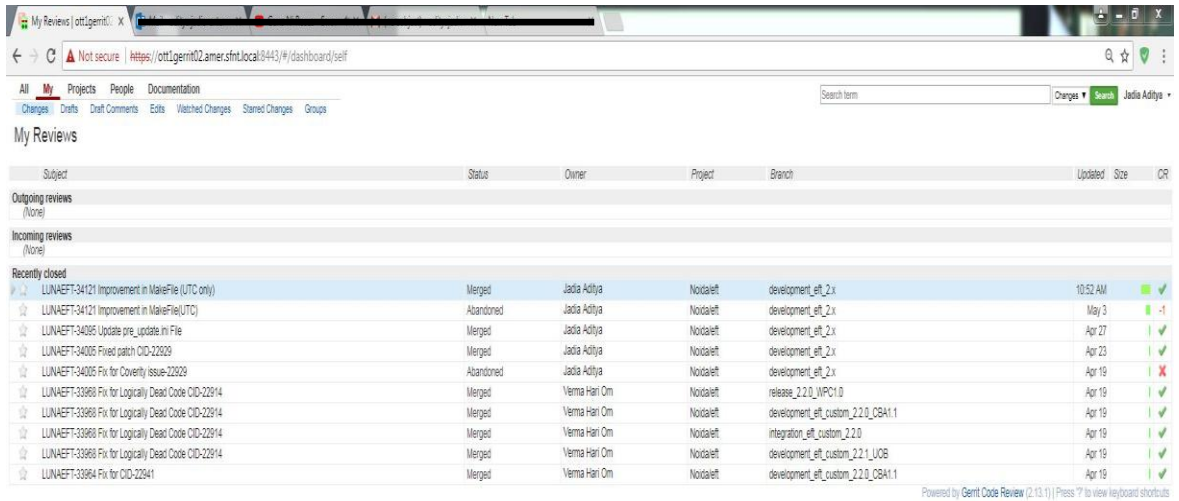 My Reviews | ott1gerrit0
Not secure | https://ott1gerrit02.amer.sfnt.local:8443/#/dashboard/self
All My Projects People Documentation
Search term Changes ▼ Search Jadia Aditya
Changes Drafts Draft Comments Edits Watched Changes Starred Changes Groups
My Reviews
Subject Status Owner Project Branch Updated Size CR
Outgoing reviews
(None)
Incoming reviews
(None)
Recently closed
LUNAEFT-34121 Improvement in MakeFile (UTC only) Merged Jadia Aditya Noida/eft development_eft_2.x 10:52 AM
LUNAEFT-34121 Improvement in MakeFile(UTC) Abandoned Jadia Aditya Noida/eft development_eft_2.x May 3 -1
LUNAEFT-34095 Update pre_update.ini File Merged Jadia Aditya Noida/eft development_eft_2.x Apr 27
LUNAEFT-34005 Fixed patch CID-22929 Merged Jadia Aditya Noida/eft development_eft_2.x Apr 23
LUNAEFT-34005 Fix for Coverity issue-22929 Abandoned Jadia Aditya Noida/eft development_eft_2.x Apr 19
LUNAEFT-33968 Fix for Logically Dead Code CID-22914 Merged Verma Hari Om Noida/eft release_2.2.0_WPC1.0 Apr 19
LUNAEFT-33968 Fix for Logically Dead Code CID-22914 Merged Verma Hari Om Noida/eft development_eft_custom_2.2.0_CBA1.1 Apr 19
LUNAEFT-33968 Fix for Logically Dead Code CID-22914 Merged Verma Hari Om Noida/eft integration_eft_custom_2.2.0 Apr 19
LUNAEFT-33968 Fix for Logically Dead Code CID-22914 Merged Verma Hari Om Noida/eft development_eft_custom_2.2.1_UOB Apr 19
LUNAEFT-33964 Fix for CID-22941 Merged Verma Hari Om Noida/eft development_eft_custom_2.2.0_CBA1.1 Apr 19
Powered by Gerrit Code Review (2.13.1) | Press '?' to view keyboard shortcuts